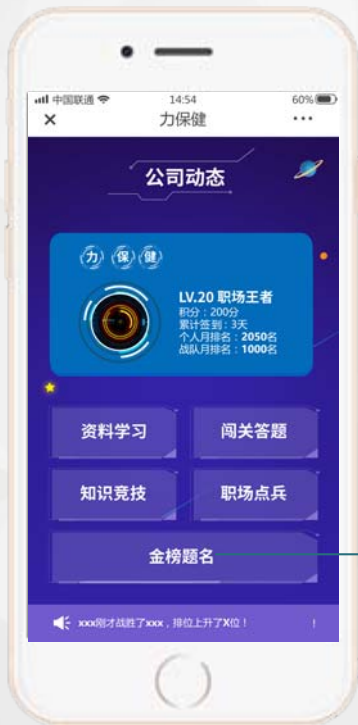 中国联通 14:54 60%
× 力保健 ...
公司动态
力 保 健
LV.20 职场王者
积分：200分
累计签到：3天
个人月排名：2050名
战队月排名：1000名
资料学习 闯关答题
知识竞技 职场点兵
金榜题名
xxx刚才战胜了xxx，排位上升了X位！ !